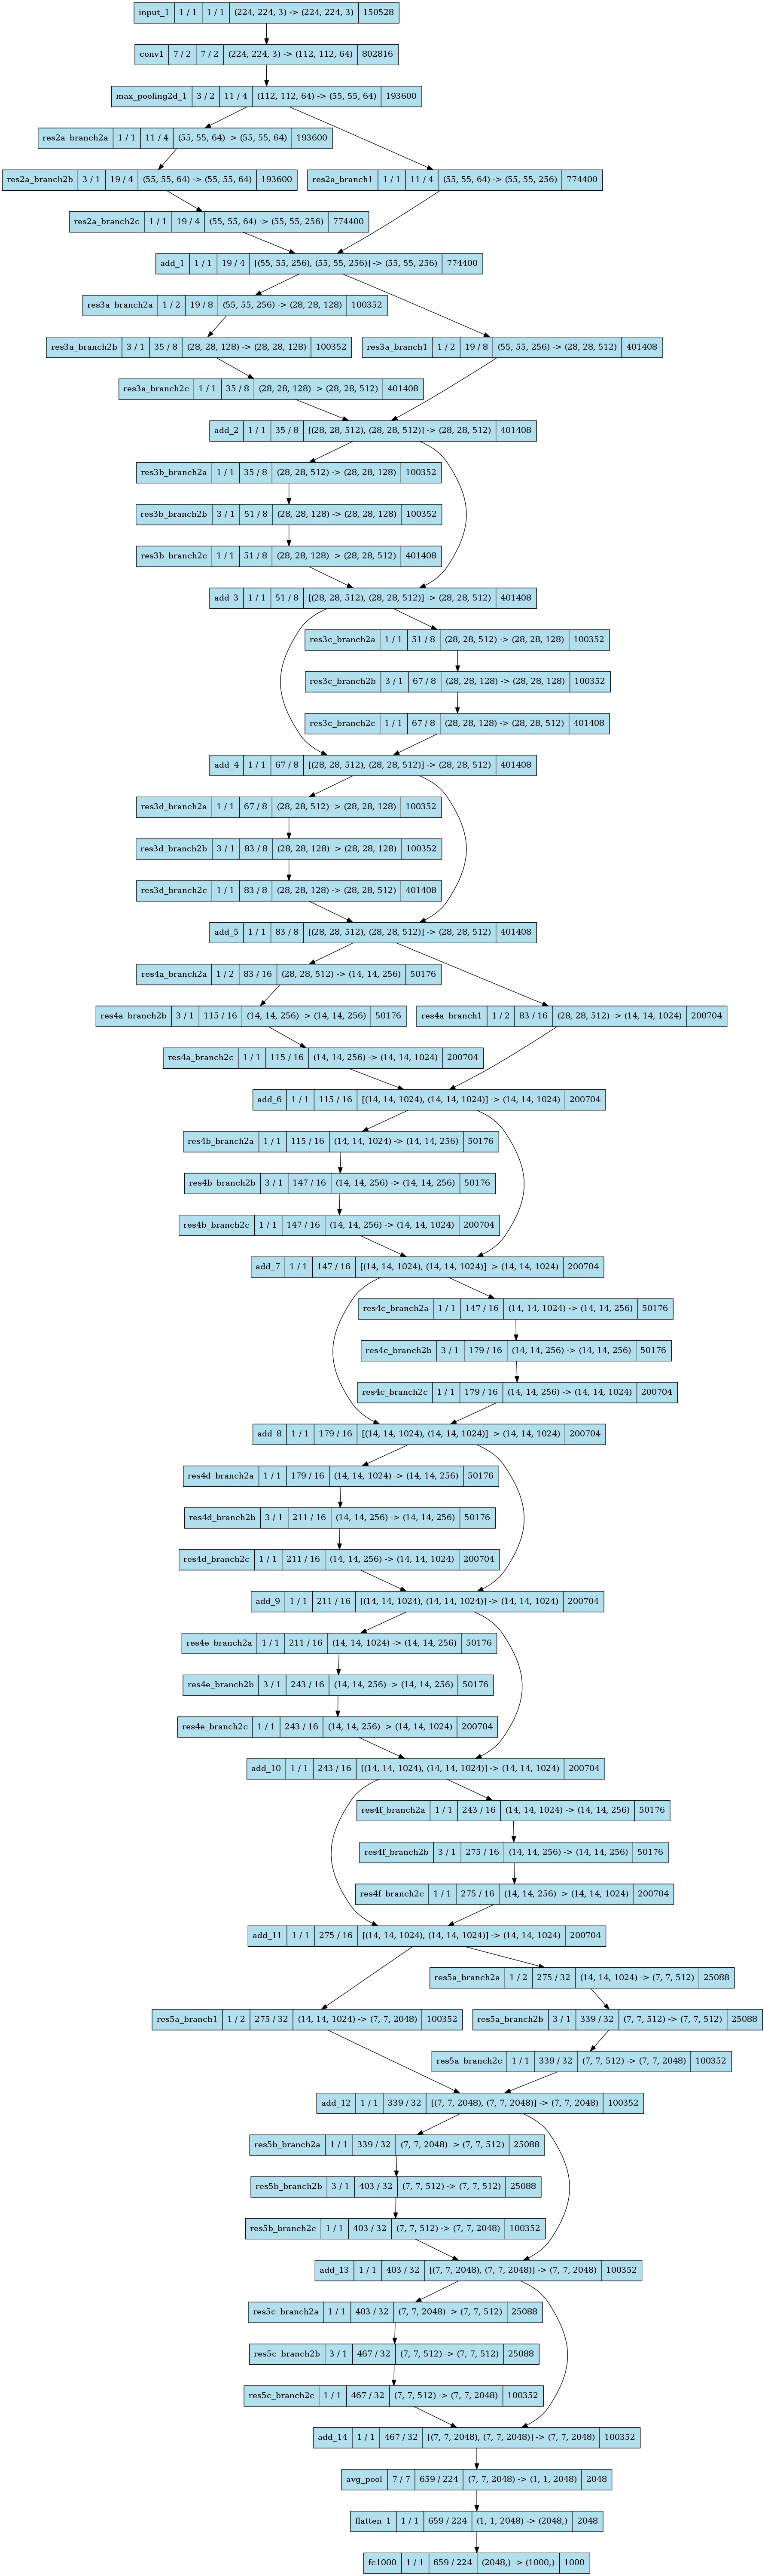 input_1 1 / 1 1 / 1 (224, 224, 3) -> (224, 224, 3) 150528
conv1 7 / 2 7 / 2 (224, 224, 3) -> (112, 112, 64) 802816
max_pooling2d_1 3 / 2 11 / 4 (112, 112, 64) -> (55, 55, 64) 193600
res2a_branch2a 1 / 1 11 / 4 (55, 55, 64) -> (55, 55, 64) 193600
res2a_branch2b 3 / 1 19 / 4 (55, 55, 64) -> (55, 55, 64) 193600
res2a_branch1 1 / 1 11 / 4 (55, 55, 64) -> (55, 55, 256) 774400
res2a_branch2c 1 / 1 19 / 4 (55, 55, 64) -> (55, 55, 256) 774400
add_1 1 / 1 19 / 4 [(55, 55, 256), (55, 55, 256)] -> (55, 55, 256) 774400
res3a_branch2a 1 / 2 19 / 8 (55, 55, 256) -> (28, 28, 128) 100352
res3a_branch2b 3 / 1 35 / 8 (28, 28, 128) -> (28, 28, 128) 100352
res3a_branch1 1 / 2 19 / 8 (55, 55, 256) -> (28, 28, 512) 401408
res3a_branch2c 1 / 1 35 / 8 (28, 28, 128) -> (28, 28, 512) 401408
add_2 1 / 1 35 / 8 [(28, 28, 512), (28, 28, 512)] -> (28, 28, 512) 401408
res3b_branch2a 1 / 1 35 / 8 (28, 28, 512) -> (28, 28, 128) 100352
res3b_branch2b 3 / 1 51 / 8 (28, 28, 128) -> (28, 28, 128) 100352
res3b_branch2c 1 / 1 51 / 8 (28, 28, 128) -> (28, 28, 512) 401408
add_3 1 / 1 51 / 8 [(28, 28, 512), (28, 28, 512)] -> (28, 28, 512) 401408
res3c_branch2a 1 / 1 51 / 8 (28, 28, 512) -> (28, 28, 128) 100352
res3c_branch2b 3 / 1 67 / 8 (28, 28, 128) -> (28, 28, 128) 100352
res3c_branch2c 1 / 1 67 / 8 (28, 28, 128) -> (28, 28, 512) 401408
add_4 1 / 1 67 / 8 [(28, 28, 512), (28, 28, 512)] -> (28, 28, 512) 401408
res3d_branch2a 1 / 1 67 / 8 (28, 28, 512) -> (28, 28, 128) 100352
res3d_branch2b 3 / 1 83 / 8 (28, 28, 128) -> (28, 28, 128) 100352
res3d_branch2c 1 / 1 83 / 8 (28, 28, 128) -> (28, 28, 512) 401408
add_5 1 / 1 83 / 8 [(28, 28, 512), (28, 28, 512)] -> (28, 28, 512) 401408
res4a_branch2a 1 / 2 83 / 16 (28, 28, 512) -> (14, 14, 256) 50176
res4a_branch2b 3 / 1 115 / 16 (14, 14, 256) -> (14, 14, 256) 50176
res4a_branch1 1 / 2 83 / 16 (28, 28, 512) -> (14, 14, 1024) 200704
res4a_branch2c 1 / 1 115 / 16 (14, 14, 256) -> (14, 14, 1024) 200704
add_6 1 / 1 115 / 16 [(14, 14, 1024), (14, 14, 1024)] -> (14, 14, 1024) 200704
res4b_branch2a 1 / 1 115 / 16 (14, 14, 1024) -> (14, 14, 256) 50176
res4b_branch2b 3 / 1 147 / 16 (14, 14, 256) -> (14, 14, 256) 50176
res4b_branch2c 1 / 1 147 / 16 (14, 14, 256) -> (14, 14, 1024) 200704
add_7 1 / 1 147 / 16 [(14, 14, 1024), (14, 14, 1024)] -> (14, 14, 1024) 200704
res4c_branch2a 1 / 1 147 / 16 (14, 14, 1024) -> (14, 14, 256) 50176
res4c_branch2b 3 / 1 179 / 16 (14, 14, 256) -> (14, 14, 256) 50176
res4c_branch2c 1 / 1 179 / 16 (14, 14, 256) -> (14, 14, 1024) 200704
add_8 1 / 1 179 / 16 [(14, 14, 1024), (14, 14, 1024)] -> (14, 14, 1024) 200704
res4d_branch2a 1 / 1 179 / 16 (14, 14, 1024) -> (14, 14, 256) 50176
res4d_branch2b 3 / 1 211 / 16 (14, 14, 256) -> (14, 14, 256) 50176
res4d_branch2c 1 / 1 211 / 16 (14, 14, 256) -> (14, 14, 1024) 200704
add_9 1 / 1 211 / 16 [(14, 14, 1024), (14, 14, 1024)] -> (14, 14, 1024) 200704
res4e_branch2a 1 / 1 211 / 16 (14, 14, 1024) -> (14, 14, 256) 50176
res4e_branch2b 3 / 1 243 / 16 (14, 14, 256) -> (14, 14, 256) 50176
res4e_branch2c 1 / 1 243 / 16 (14, 14, 256) -> (14, 14, 1024) 200704
add_10 1 / 1 243 / 16 [(14, 14, 1024), (14, 14, 1024)] -> (14, 14, 1024) 200704
res4f_branch2a 1 / 1 243 / 16 (14, 14, 1024) -> (14, 14, 256) 50176
res4f_branch2b 3 / 1 275 / 16 (14, 14, 256) -> (14, 14, 256) 50176
res4f_branch2c 1 / 1 275 / 16 (14, 14, 256) -> (14, 14, 1024) 200704
add_11 1 / 1 275 / 16 [(14, 14, 1024), (14, 14, 1024)] -> (14, 14, 1024) 200704
res5a_branch2a 1 / 2 275 / 32 (14, 14, 1024) -> (7, 7, 512) 25088
res5a_branch1 1 / 2 275 / 32 (14, 14, 1024) -> (7, 7, 2048) 100352
res5a_branch2b 3 / 1 339 / 32 (7, 7, 512) -> (7, 7, 512) 25088
res5a_branch2c 1 / 1 339 / 32 (7, 7, 512) -> (7, 7, 2048) 100352
add_12 1 / 1 339 / 32 [(7, 7, 2048), (7, 7, 2048)] -> (7, 7, 2048) 100352
res5b_branch2a 1 / 1 339 / 32 (7, 7, 2048) -> (7, 7, 512) 25088
res5b_branch2b 3 / 1 403 / 32 (7, 7, 512) -> (7, 7, 512) 25088
res5b_branch2c 1 / 1 403 / 32 (7, 7, 512) -> (7, 7, 2048) 100352
add_13 1 / 1 403 / 32 [(7, 7, 2048), (7, 7, 2048)] -> (7, 7, 2048) 100352
res5c_branch2a 1 / 1 403 / 32 (7, 7, 2048) -> (7, 7, 512) 25088
res5c_branch2b 3 / 1 467 / 32 (7, 7, 512) -> (7, 7, 512) 25088
res5c_branch2c 1 / 1 467 / 32 (7, 7, 512) -> (7, 7, 2048) 100352
add_14 1 / 1 467 / 32 [(7, 7, 2048), (7, 7, 2048)] -> (7, 7, 2048) 100352
avg_pool 7 / 7 659 / 224 (7, 7, 2048) -> (1, 1, 2048) 2048
flatten_1 1 / 1 659 / 224 (1, 1, 2048) -> (2048,) 2048
fc1000 1 / 1 659 / 224 (2048,) -> (1000,) 1000